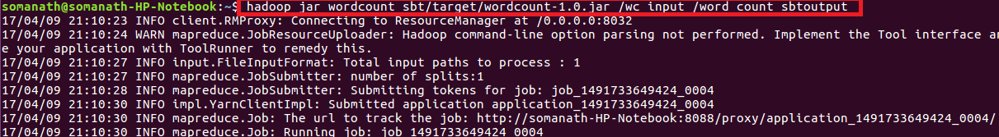 somanath@somanath-HP-Notebook:~$ hadoop jar wordcount sbt/target/wordcount-1.0.jar /wc input /word count sbtoutput
17/04/09 21:10:23 INFO client.RMProxy: Connecting to ResourceManager at /0.0.0.0:8032
17/04/09 21:10:24 WARN mapreduce.JobResourceUploader: Hadoop command-line option parsing not performed. Implement the Tool interface an
e your application with ToolRunner to remedy this.
17/04/09 21:10:27 INFO input.FileInputFormat: Total input paths to process : 1
17/04/09 21:10:27 INFO mapreduce.JobSubmitter: number of splits:1
17/04/09 21:10:28 INFO mapreduce.JobSubmitter: Submitting tokens for job: job_1491733649424_0004
17/04/09 21:10:30 INFO impl.YarnClientImpl: Submitted application application_1491733649424_0004
17/04/09 21:10:30 INFO mapreduce.Job: The url to track the job: http://somanath-HP-Notebook:8088/proxy/application_1491733649424_0004/
17/04/09 21:10:30 INFO mapreduce.Job: Running job: job 1491733649424 0004